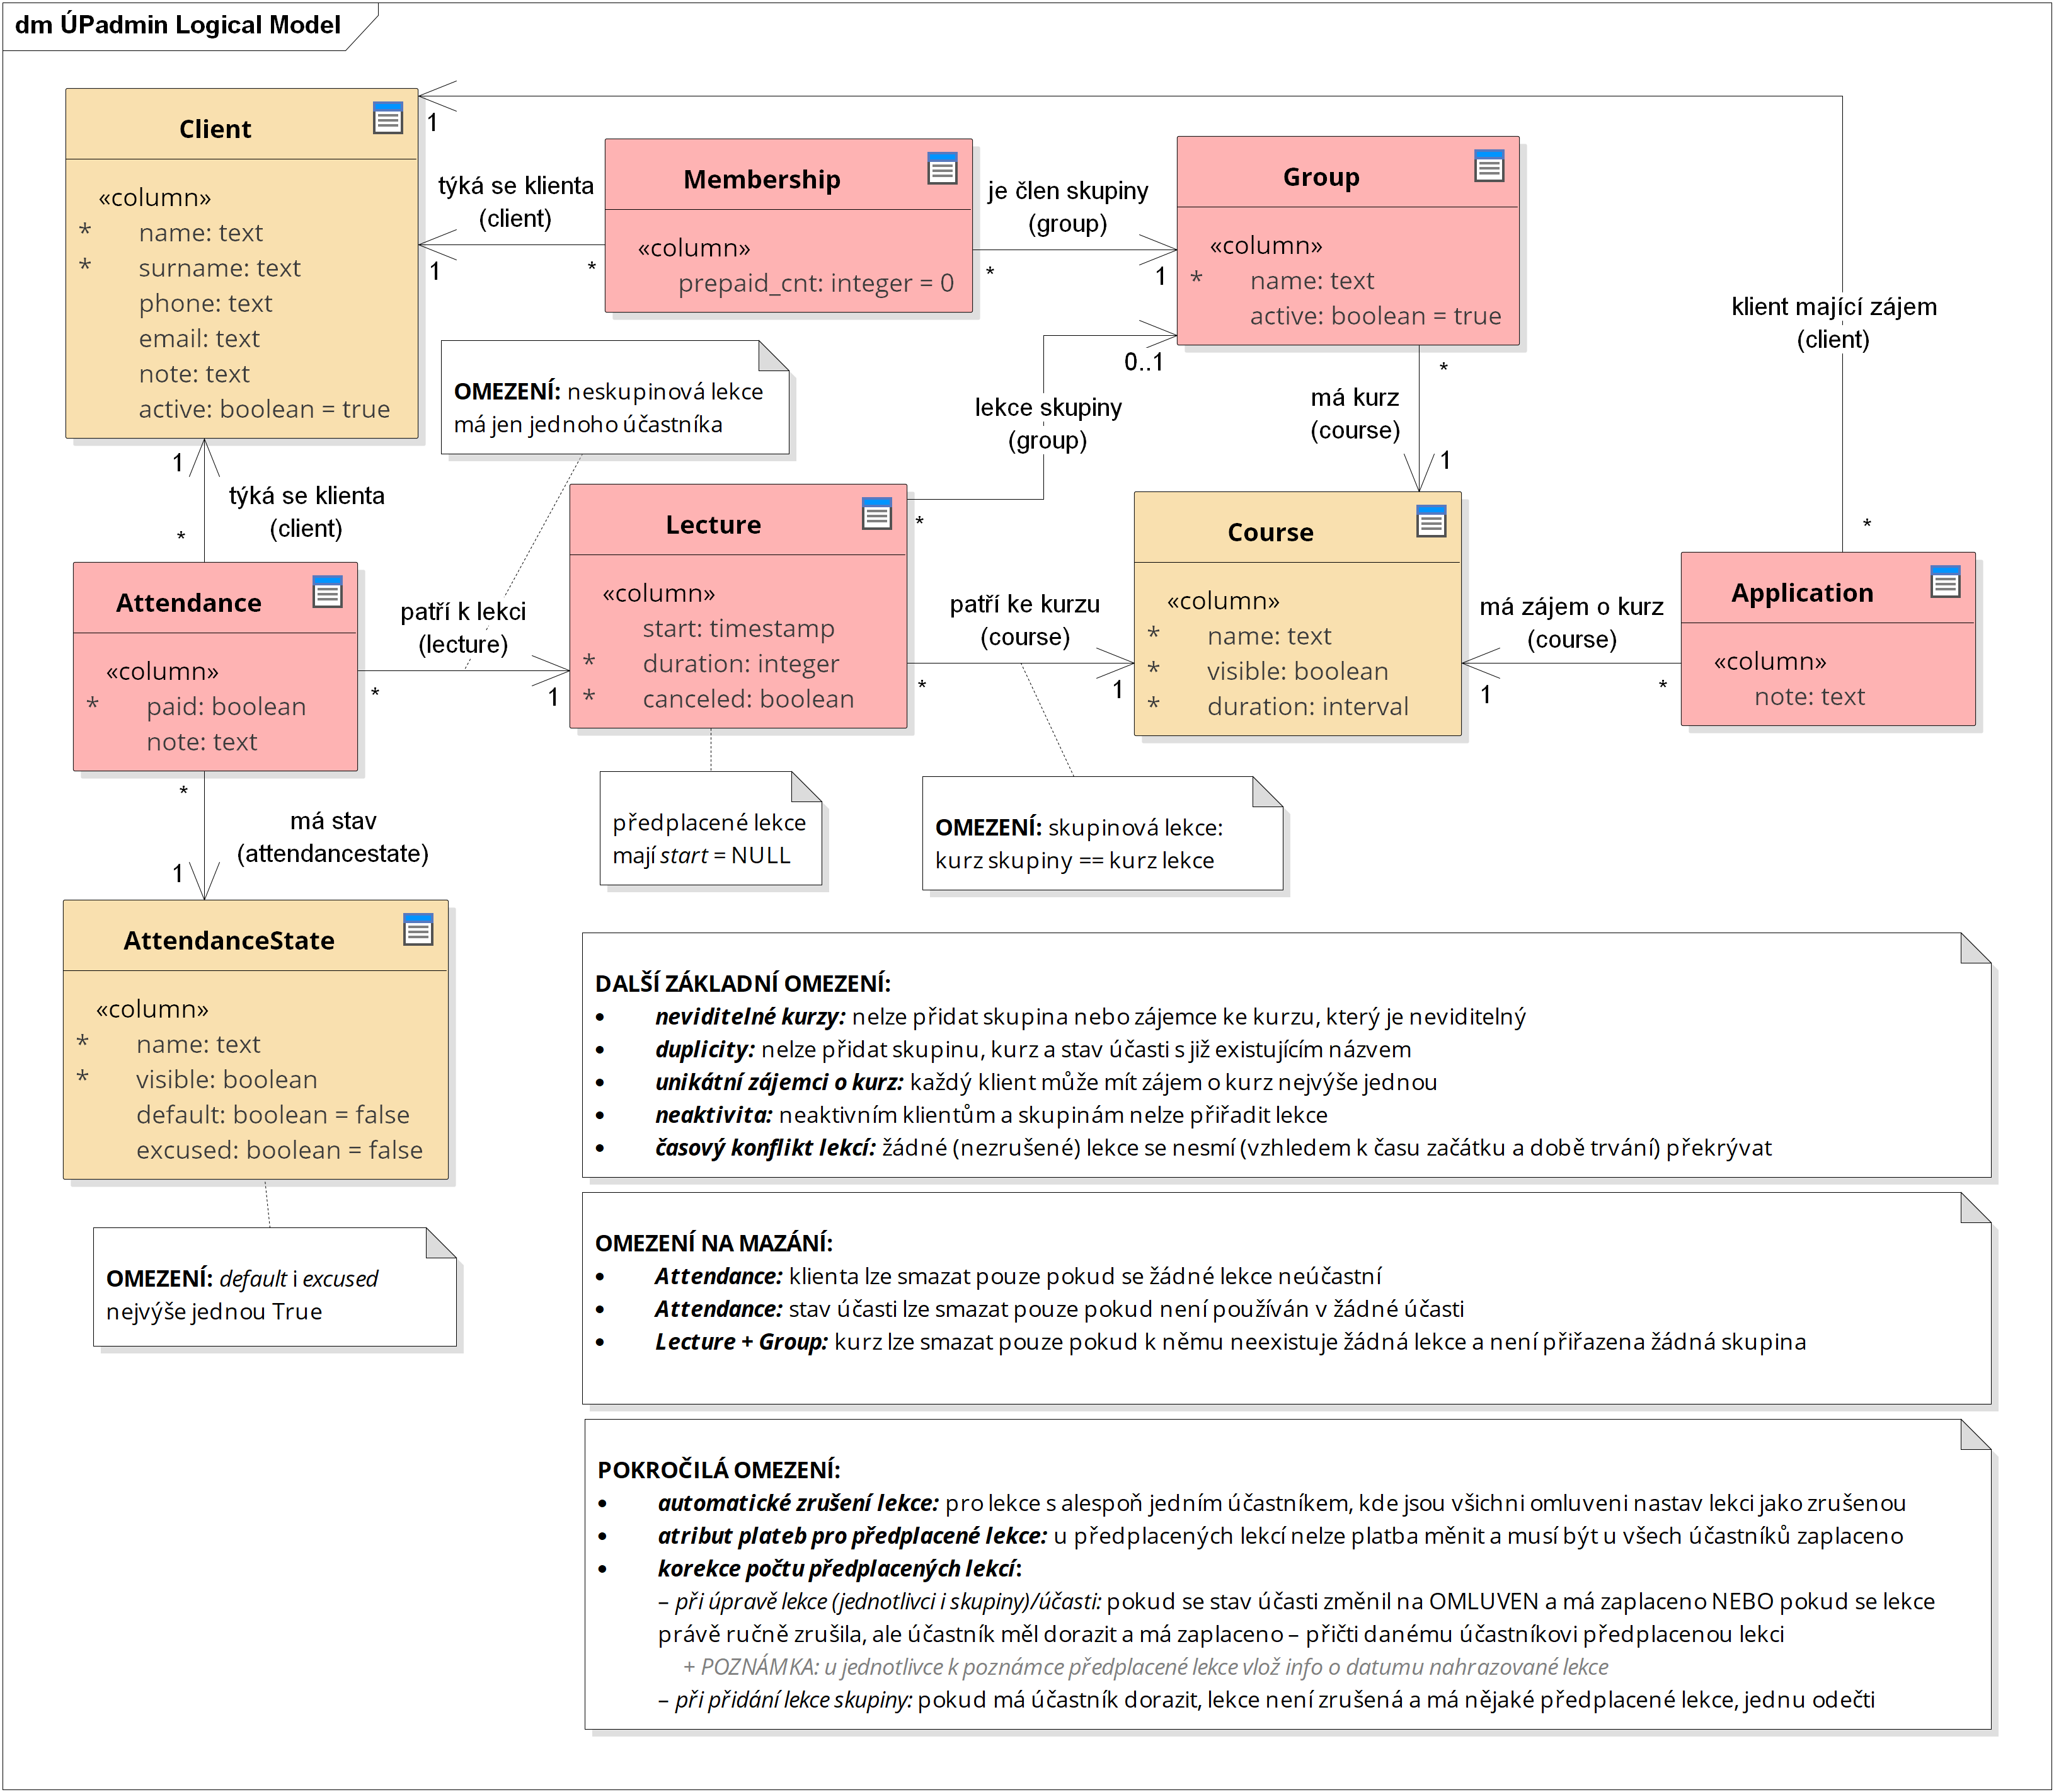 dm ÚPadmin Logical Model
Client
«column»
* name: text
* surname: text
phone: text
email: text
note: text
active: boolean = true
1
týká se klienta
(client)
1
*
Membership
«column»
prepaid_cnt: integer = 0
je člen skupiny
(group)
*
1
Group
«column»
* name: text
active: boolean = true
klient mající zájem
(client)
*
OMEZENÍ: neskupinová lekce
má jen jednoho účastníka
lekce skupiny
(group)
0..1
*
má kurz
(course)
*
1
1
týká se klienta
(client)
*
Attendance
«column»
* paid: boolean
note: text
patří k lekci
(lecture)
*
1
Lecture
«column»
start: timestamp
* duration: integer
* canceled: boolean
patří ke kurzu
(course)
*
1
Course
«column»
* name: text
* visible: boolean
* duration: interval
má zájem o kurz
(course)
1
*
Application
«column»
note: text
*
má stav
(attendancestate)
1
předplacené lekce
mají start = NULL
OMEZENÍ: skupinová lekce:
kurz skupiny == kurz lekce
AttendanceState
«column»
* name: text
* visible: boolean
default: boolean = false
excused: boolean = false
OMEZENÍ: default i excused
nejvýše jednou True
DALŠÍ ZÁKLADNÍ OMEZENÍ:
• neviditelné kurzy: nelze přidat skupina nebo zájemce ke kurzu, který je neviditelný
• duplicity: nelze přidat skupinu, kurz a stav účasti s již existujícím názvem
• unikátní zájemci o kurz: každý klient může mít zájem o kurz nejvýše jednou
• neaktivita: neaktivním klientům a skupinám nelze přiřadit lekce
• časový konflikt lekcí: žádné (nezrušené) lekce se nesmí (vzhledem k času začátku a době trvání) překrývat
OMEZENÍ NA MAZÁNÍ:
• Attendance: klienta lze smazat pouze pokud se žádné lekce neúčastní
• Attendance: stav účasti lze smazat pouze pokud není používán v žádné účasti
• Lecture + Group: kurz lze smazat pouze pokud k němu neexistuje žádná lekce a není přiřazena žádná skupina
POKROČILÁ OMEZENÍ:
• automatické zrušení lekce: pro lekce s alespoň jedním účastníkem, kde jsou všichni omluveni nastav lekci jako zrušenou
• atribut plateb pro předplacené lekce: u předplacených lekcí nelze platba měnit a musí být u všech účastníků zaplaceno
• korekce počtu předplacených lekcí:
– při úpravě lekce (jednotlivci i skupiny)/účasti: pokud se stav účasti změnil na OMLUVEN a má zaplaceno NEBO pokud se lekce
právě ručně zrušila, ale účastník měl dorazit a má zaplaceno – přičti danému účastníkovi předplacenou lekci
+ POZNÁMKA: u jednotlivce k poznámce předplacené lekce vlož info o datumu nahrazované lekce
– při přidání lekce skupiny: pokud má účastník dorazit, lekce není zrušená a má nějaké předplacené lekce, jednu odečti